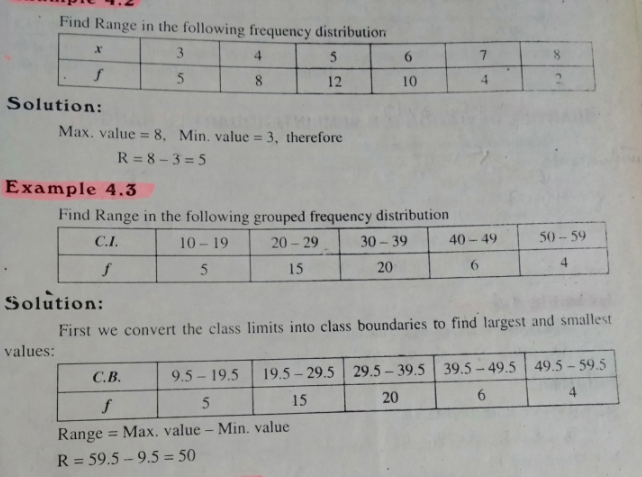 4.2
Find Range in the following frequency distribution
x 3 4 5 6 7 8
f 5 8 12 10 4 2
Solution:
Max. value = 8, Min. value = 3, therefore
R = 8 – 3 = 5
Example 4.3
Find Range in the following grouped frequency distribution
C.I. 10 – 19 20 – 29 30 – 39 40 – 49 50 – 59
f 5 15 20 6 4
Solution:
First we convert the class limits into class boundaries to find largest and smallest
values:
C.B. 9.5 – 19.5 19.5 – 29.5 29.5 – 39.5 39.5 – 49.5 49.5 – 59.5
f 5 15 20 6 4
Range = Max. value – Min. value
R = 59.5 – 9.5 = 50